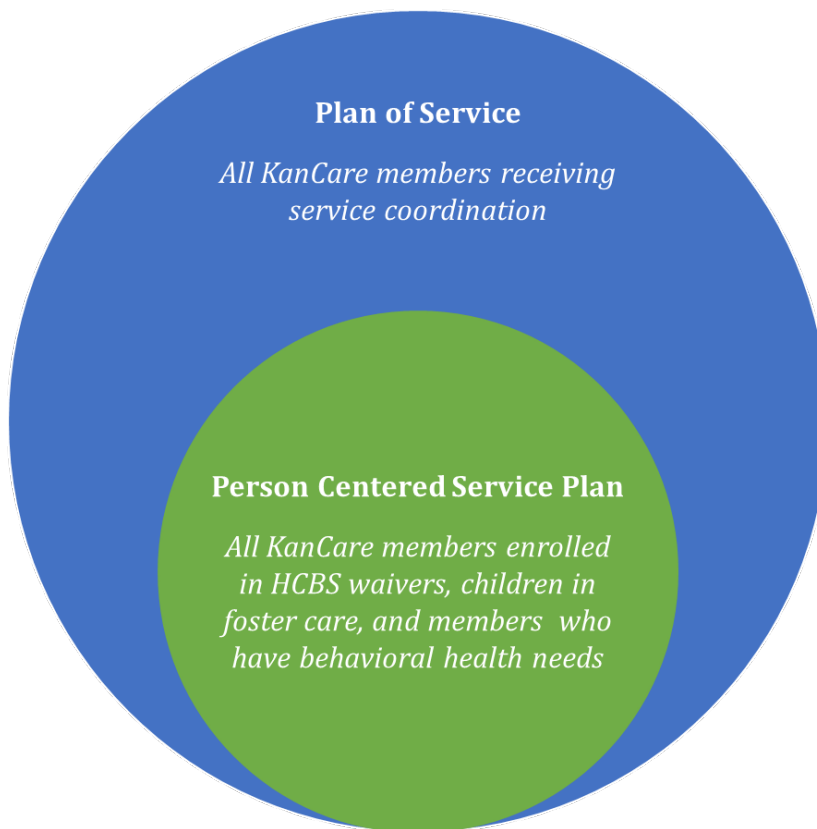 Plan of Service
All KanCare members receiving
service coordination
Person Centered Service Plan
All KanCare members enrolled
in HCBS waivers, children in
foster care, and members  who
have behavioral health needs